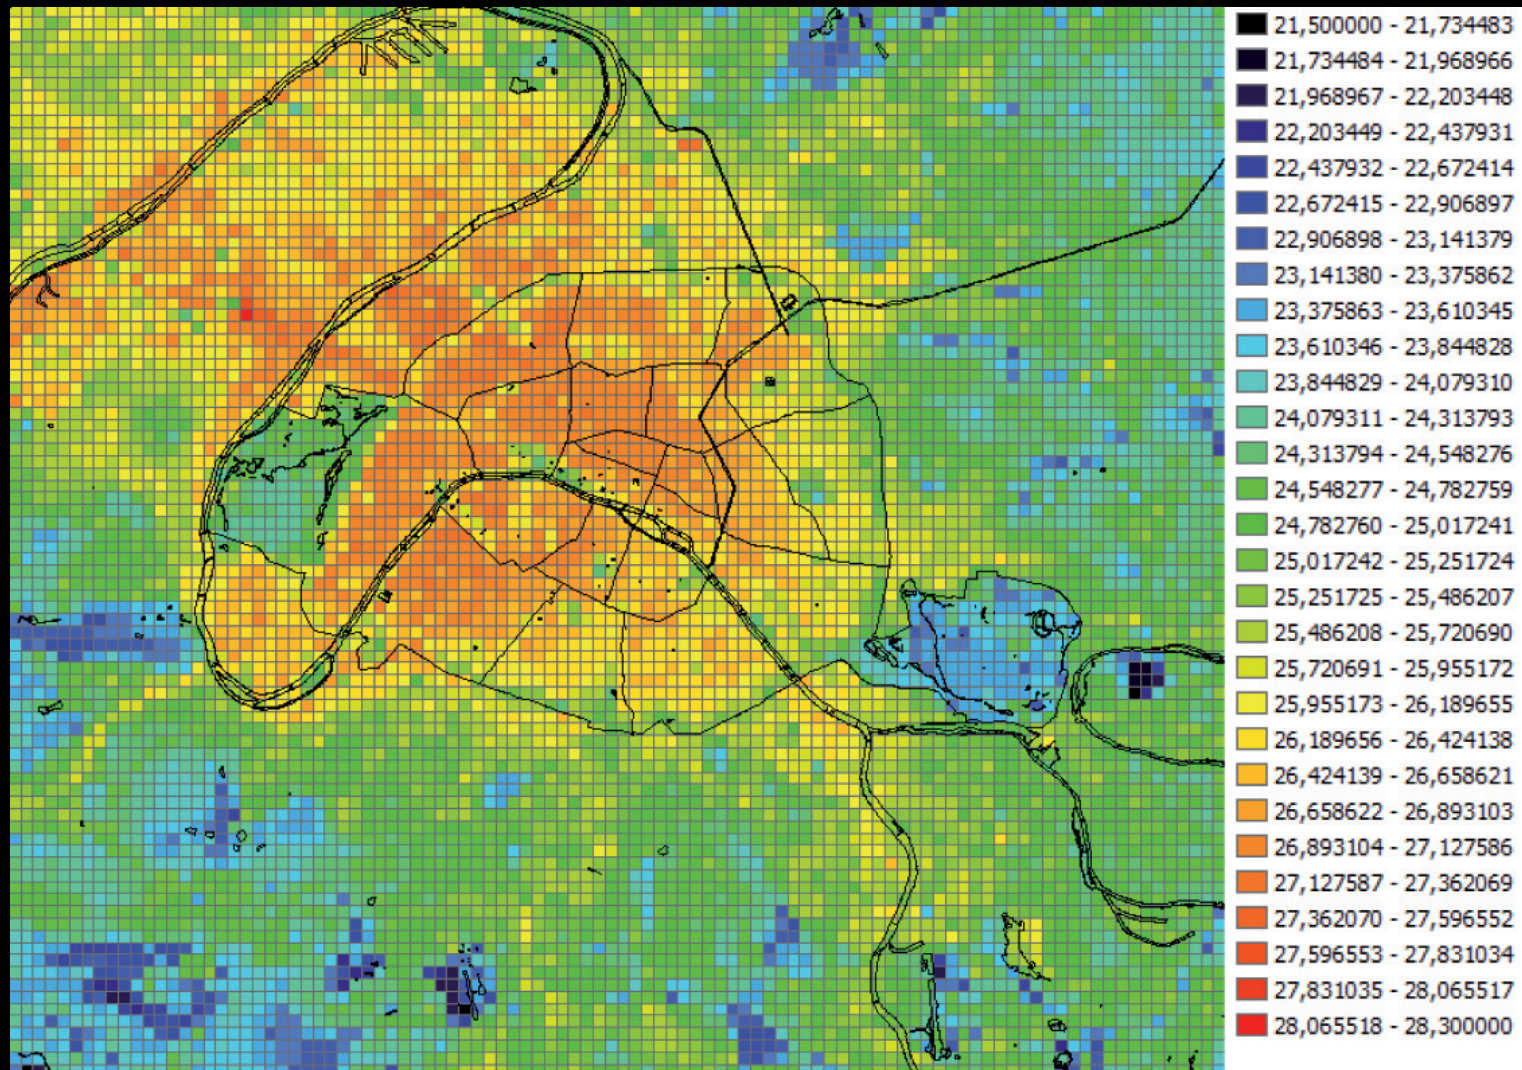 21,500000 - 21,734483
21,734484 - 21,968966
21,968967 - 22,203448
22,203449 - 22,437931
22,437932 - 22,672414
22,672415 - 22,906897
22,906898 - 23,141379
23,141380 - 23,375862
23,375863 - 23,610345
23,610346 - 23,844828
23,844829 - 24,079310
24,079311 - 24,313793
24,313794 - 24,548276
24,548277 - 24,782759
24,782760 - 25,017241
25,017242 - 25,251724
25,251725 - 25,486207
25,486208 - 25,720690
25,720691 - 25,955172
25,955173 - 26,189655
26,189656 - 26,424138
26,424139 - 26,658621
26,658622 - 26,893103
26,893104 - 27,127586
27,127587 - 27,362069
27,362070 - 27,596552
27,596553 - 27,831034
27,831035 - 28,065517
28,065518 - 28,300000